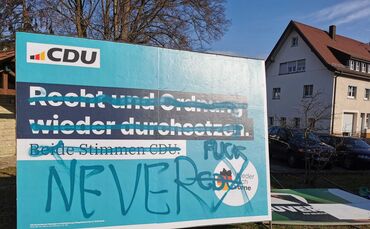 CDU
Recht und Ordnung
wieder durchsetzen.
Beide Stimmen CDU.
FUCK
NEVER